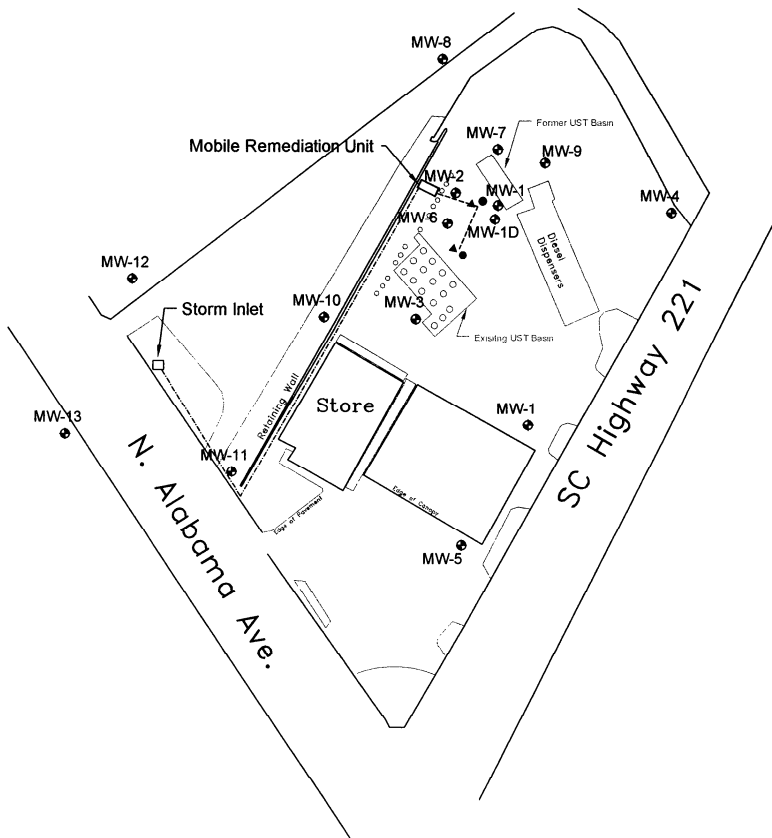 MW-8
Former UST Basin
MW-7
Mobile Remediation Unit
MW-9
MW-2
MW-1
MW-4
MW-6
MW-1D
Diesel
Dispensers
MW-12
MW-10
Storm Inlet
MW-3
Existing UST Basin
SC Highway 221
Retaining Wall
Store
MW-13
MW-1
N. Alabama Ave.
MW-11
Edge of Canopy
Edge of Pavement
MW-5